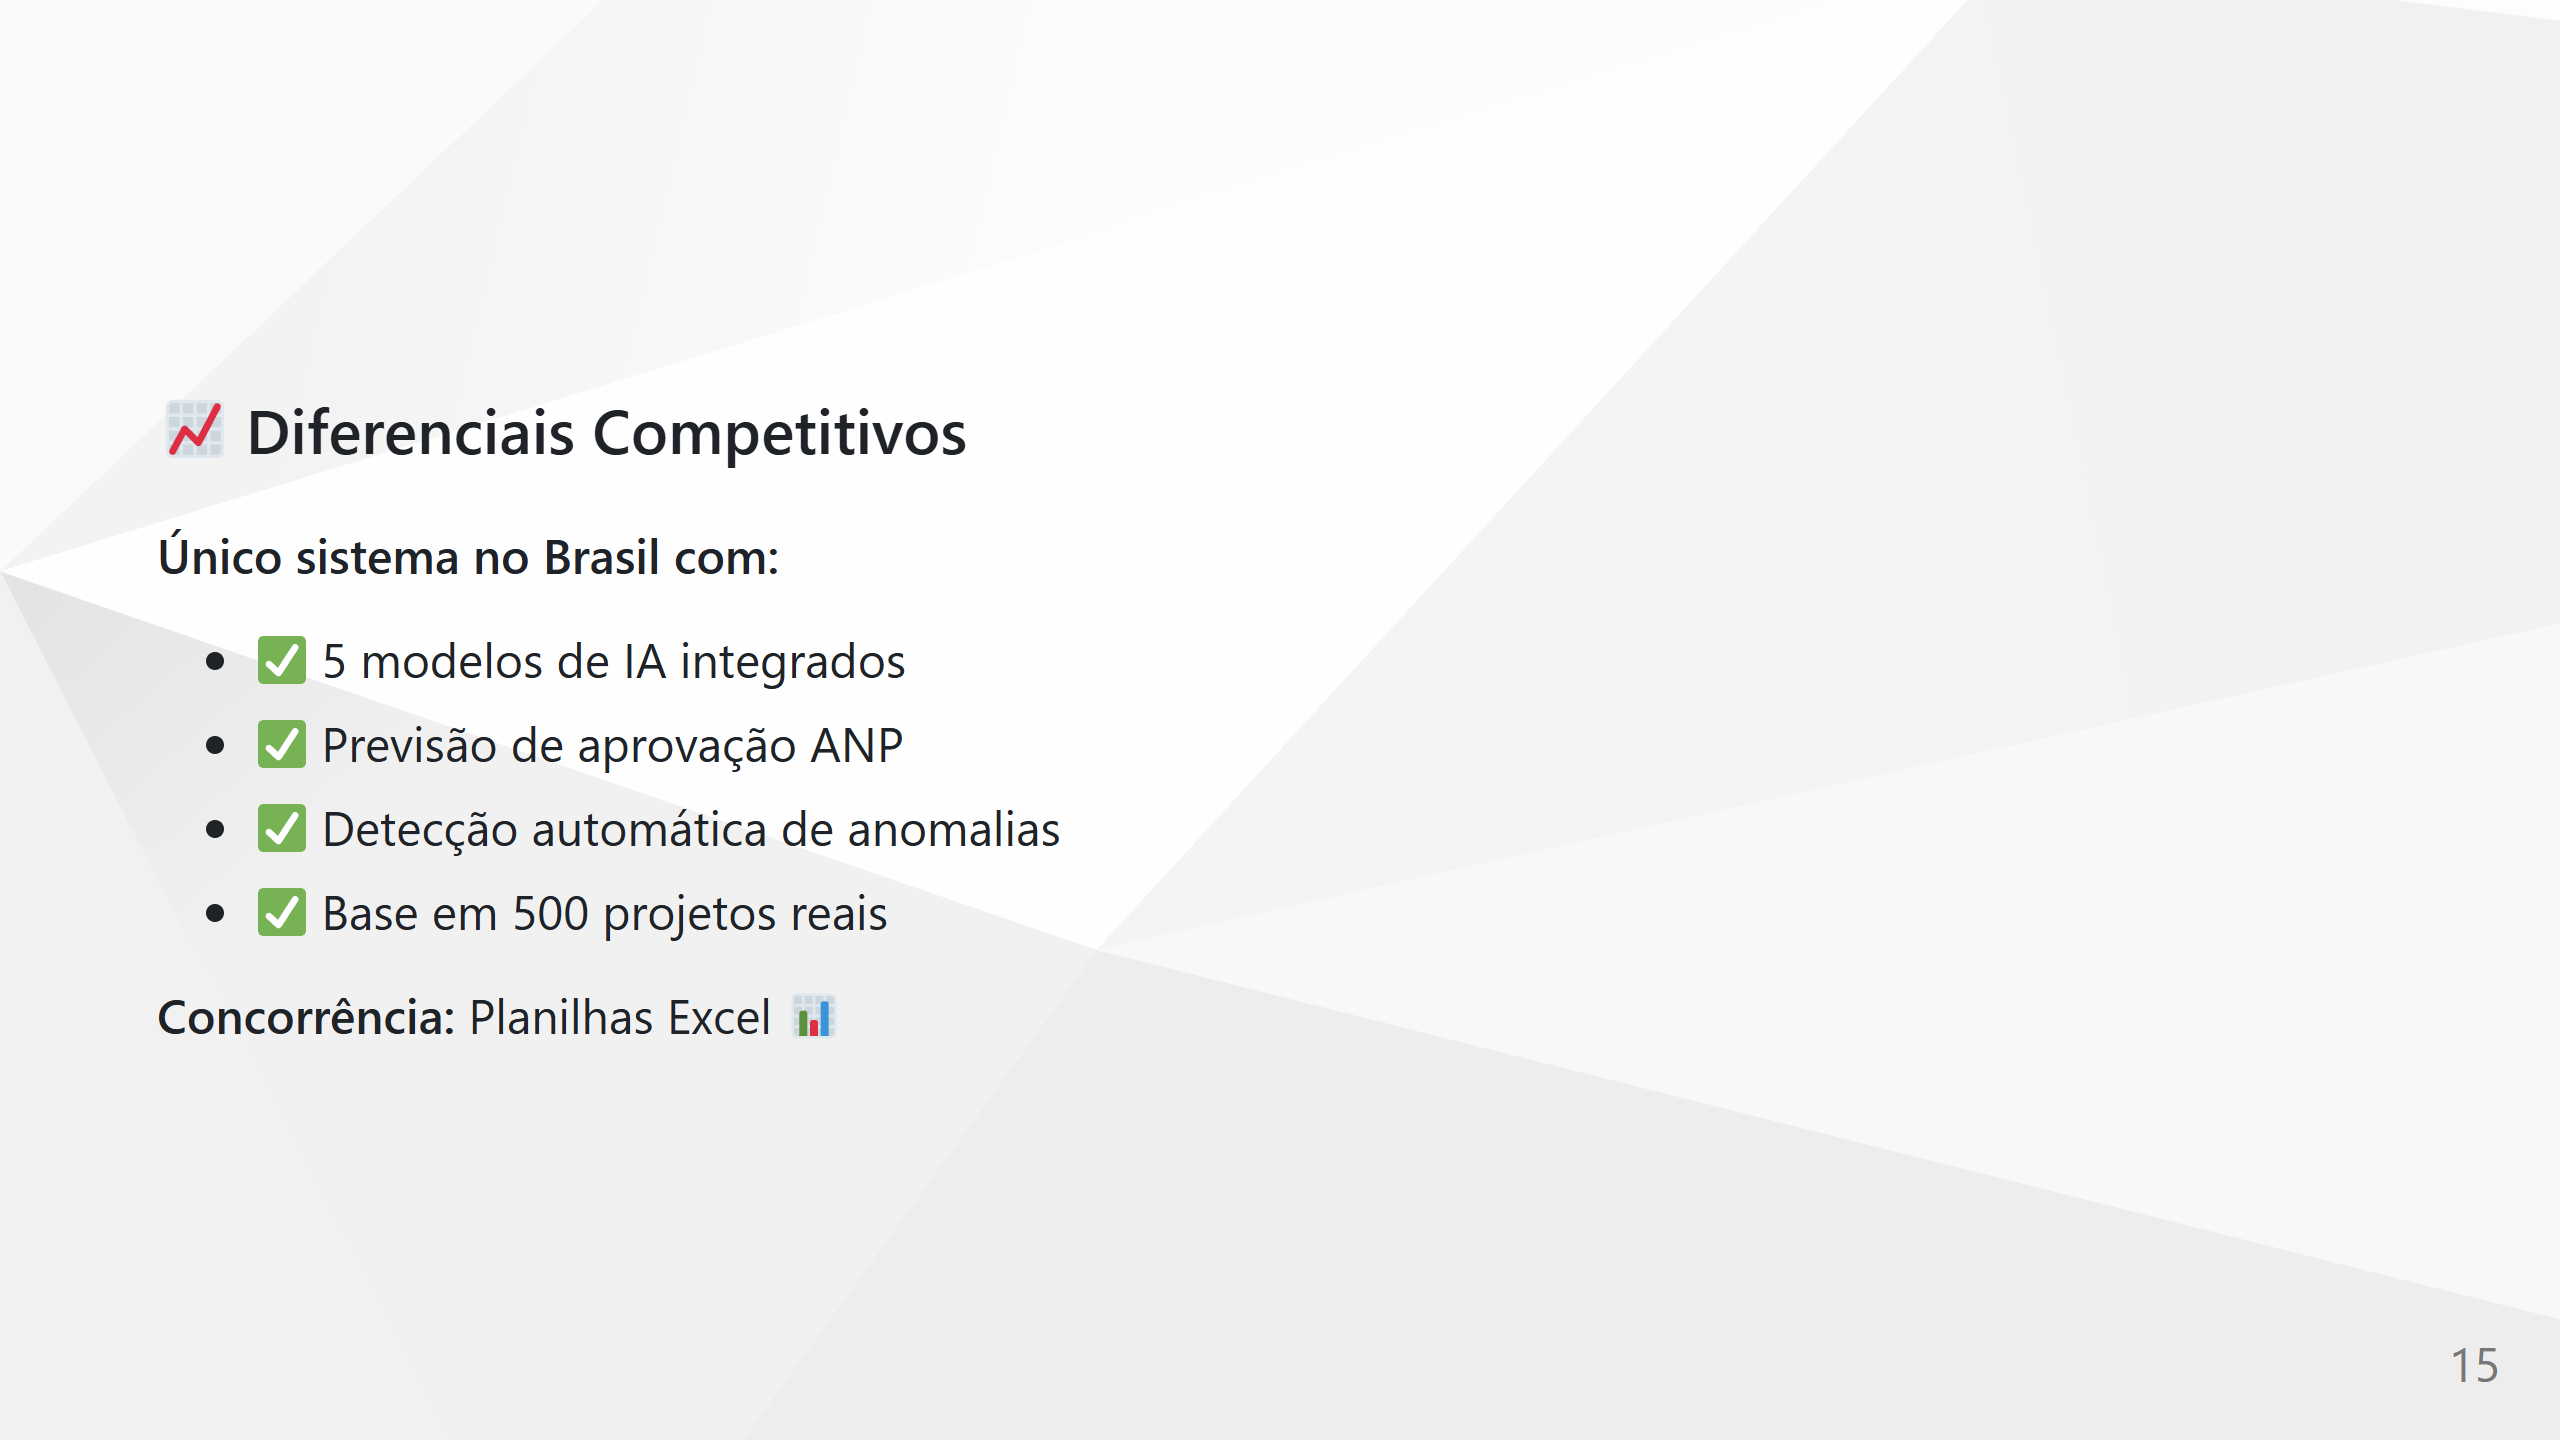 📈 Diferenciais Competitivos
Único sistema no Brasil com:
• ✅ 5 modelos de IA integrados
• ✅ Previsão de aprovação ANP
• ✅ Detecção automática de anomalias
• ✅ Base em 500 projetos reais
Concorrência: Planilhas Excel 📊
15